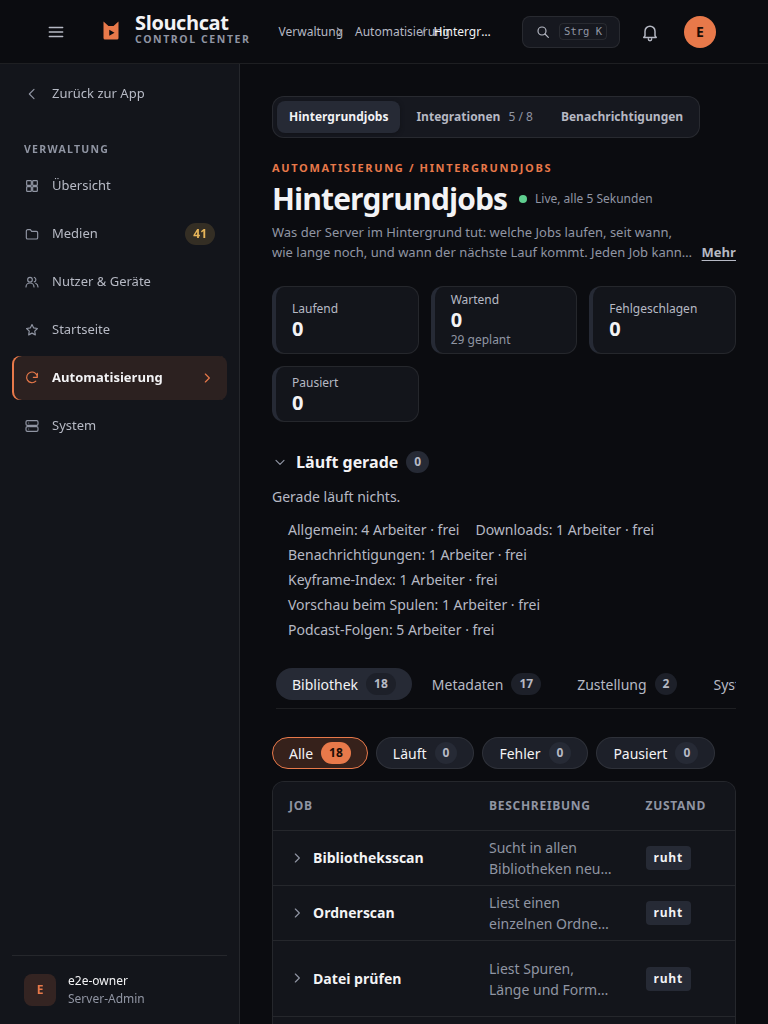 Slouchcat
CONTROL CENTER
Verwaltung
Automatisierung
Hintergr...
Strg K
E
Zurück zur App
VERWALTUNG
Übersicht
Medien 41
Nutzer & Geräte
Startseite
Automatisierung
System
E
e2e-owner
Server-Admin
Hintergrundjobs Integrationen 5 / 8 Benachrichtigungen
AUTOMATISIERUNG / HINTERGRUNDJOBS
Hintergrundjobs Live, alle 5 Sekunden
Was der Server im Hintergrund tut: welche Jobs laufen, seit wann,
wie lange noch, und wann der nächste Lauf kommt. Jeden Job kann... Mehr
Laufend
0
Wartend
0
29 geplant
Fehlgeschlagen
0
Pausiert
0
Läuft gerade 0
Gerade läuft nichts.
Allgemein: 4 Arbeiter · frei Downloads: 1 Arbeiter · frei
Benachrichtigungen: 1 Arbeiter · frei
Keyframe-Index: 1 Arbeiter · frei
Vorschau beim Spulen: 1 Arbeiter · frei
Podcast-Folgen: 5 Arbeiter · frei
Bibliothek 18 Metadaten 17 Zustellung 2 Sys
Alle 18 Läuft 0 Fehler 0 Pausiert 0
JOB BESCHREIBUNG ZUSTAND
Bibliotheksscan
Sucht in allen
Bibliotheken neu...
ruht
Ordnerscan
Liest einen
einzelnen Ordne...
ruht
Datei prüfen
Liest Spuren,
Länge und Form...
ruht